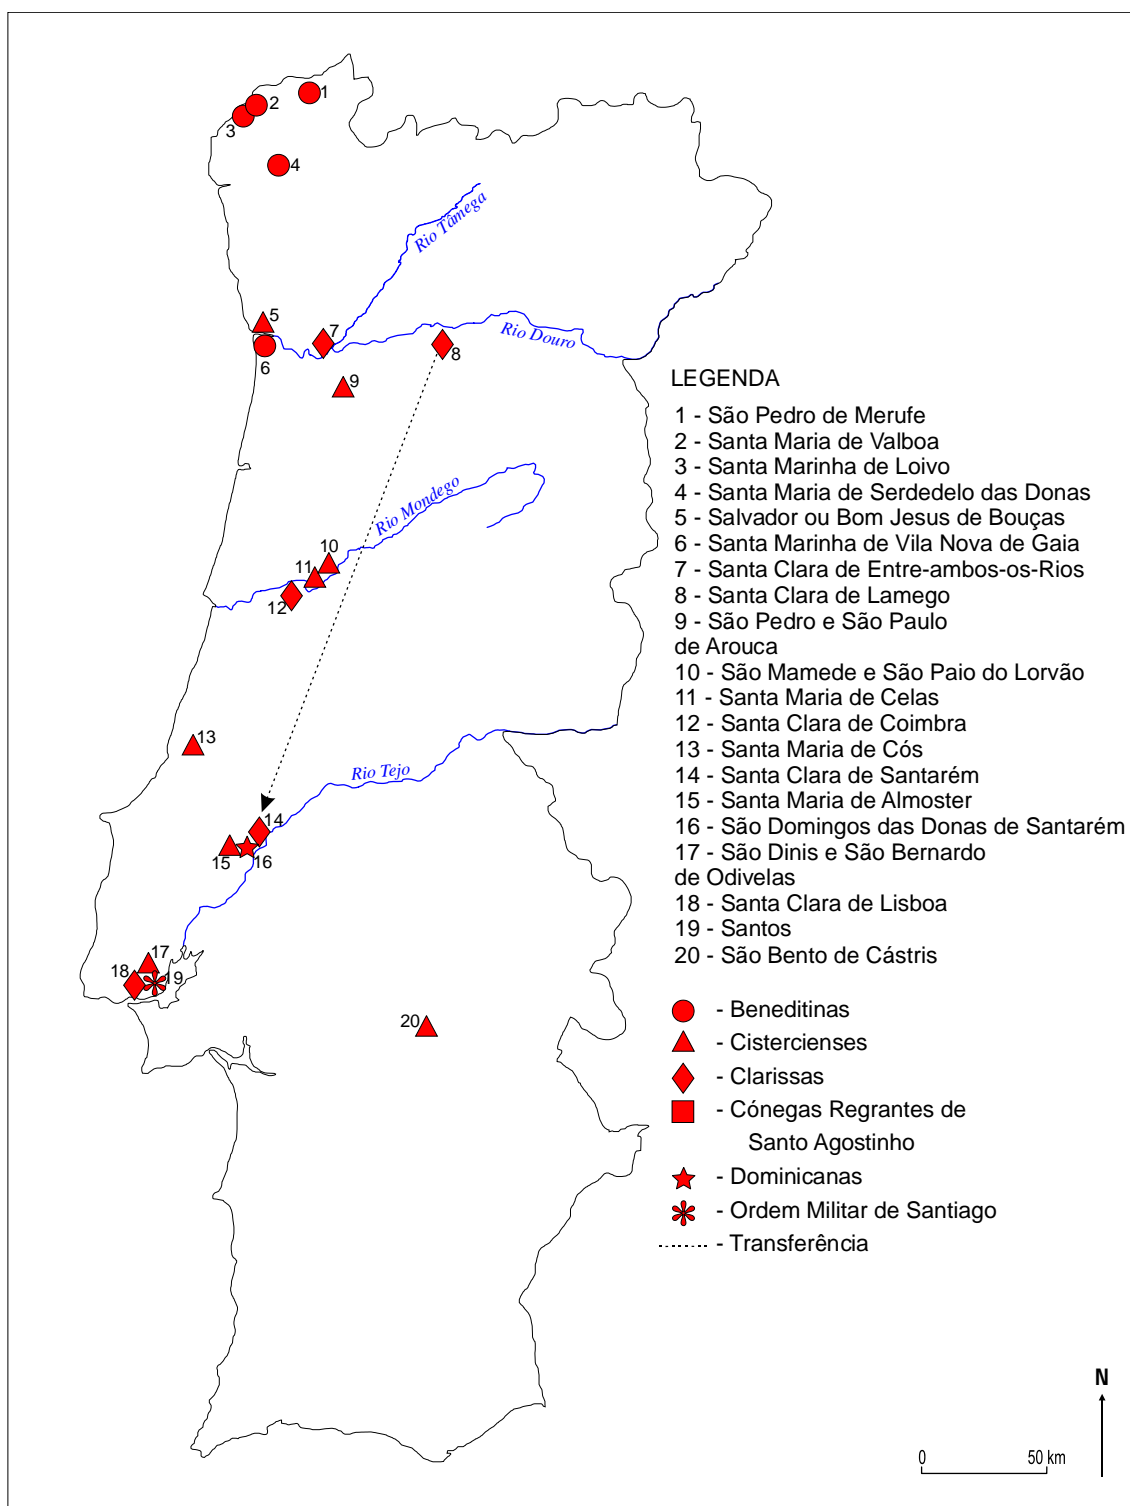 1
2
3
4
Rio Tâmega
5
7
Rio Douro
6
8
9
LEGENDA
1 - São Pedro de Merufe
2 - Santa Maria de Valboa
3 - Santa Marinha de Loivo
4 - Santa Maria de Serdedelo das Donas
5 - Salvador ou Bom Jesus de Bouças
6 - Santa Marinha de Vila Nova de Gaia
7 - Santa Clara de Entre-ambos-os-Rios
8 - Santa Clara de Lamego
9 - São Pedro e São Paulo
de Arouca
10 - São Mamede e São Paio do Lorvão
11 - Santa Maria de Celas
12 - Santa Clara de Coimbra
13 - Santa Maria de Cós
14 - Santa Clara de Santarém
15 - Santa Maria de Almoster
16 - São Domingos das Donas de Santarém
17 - São Dinis e São Bernardo
de Odivelas
18 - Santa Clara de Lisboa
19 - Santos
20 - São Bento de Cástris
Rio Mondego
10
11
12
13
Rio Tejo
14
15
16
17
18
19
20
- Beneditinas
- Cistercienses
- Clarissas
- Cónegas Regrantes de
Santo Agostinho
- Dominicanas
- Ordem Militar de Santiago
- Transferência
N
0 50 km